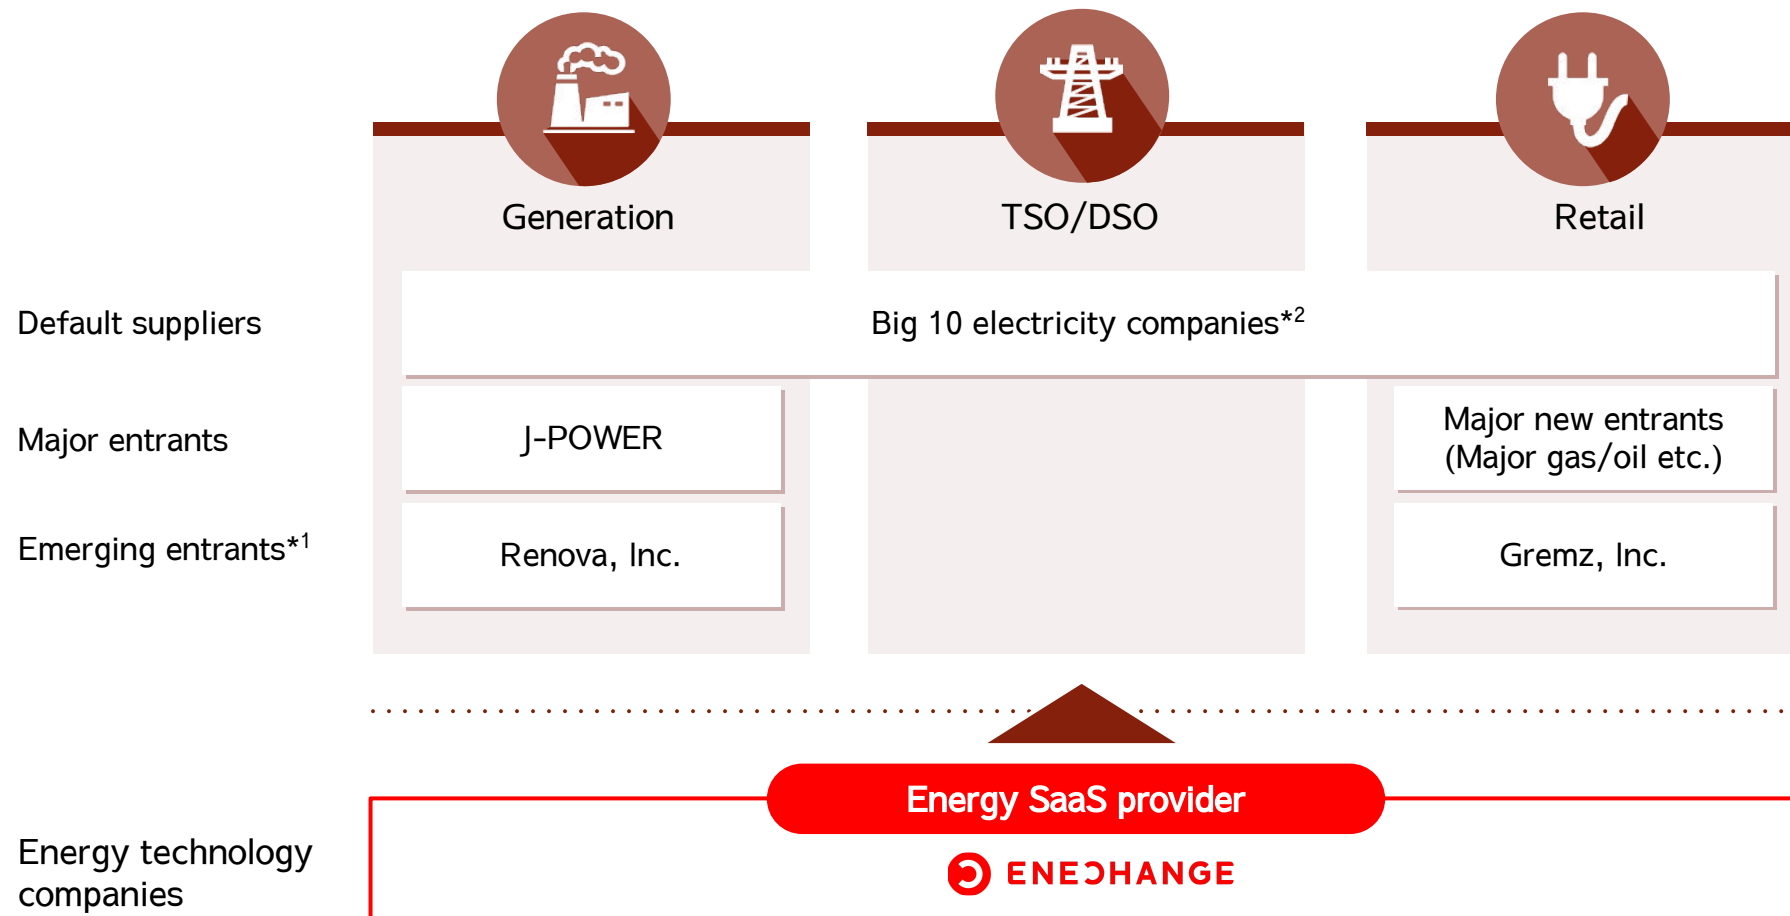 Generation
TSO/DSO
Retail
Default suppliers
Big 10 electricity companies*2
Major entrants
J-POWER
Major new entrants
(Major gas/oil etc.)
Emerging entrants*1
Renova, Inc.
Gremz, Inc.
Energy SaaS provider
Energy technology
companies
ENECHANGE